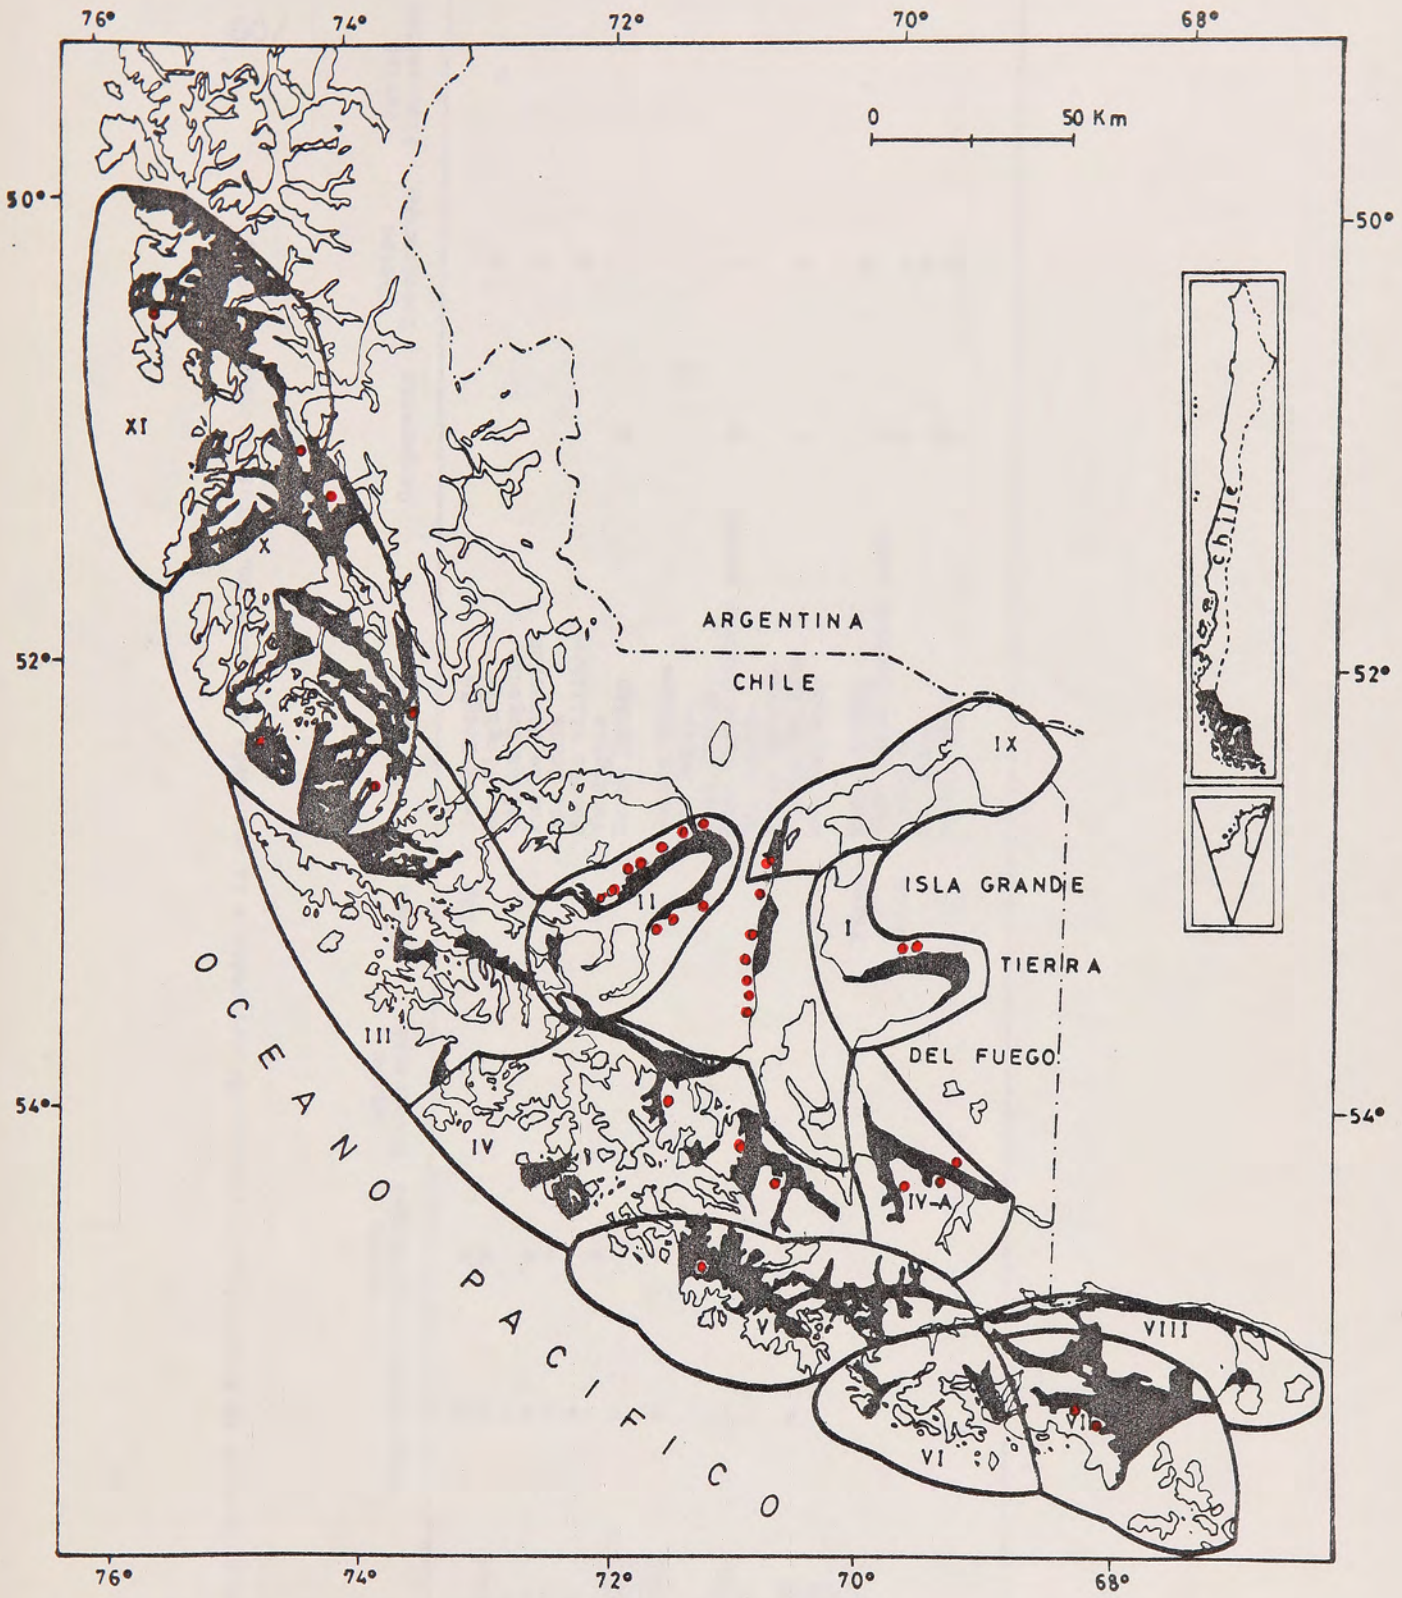 76° 74° 72° 70° 68°
0 50 Km
50° 50°
XI
Chile
X
ARGENTINA
52° 52°
CHILE
IX
ISLA GRANDE
II
I
TIERRA
III
DEL FUEGO
54° 54°
IV
IV-A
OCEANO PACIFICO
V
VIII
VII
VI
76° 74° 72° 70° 68°